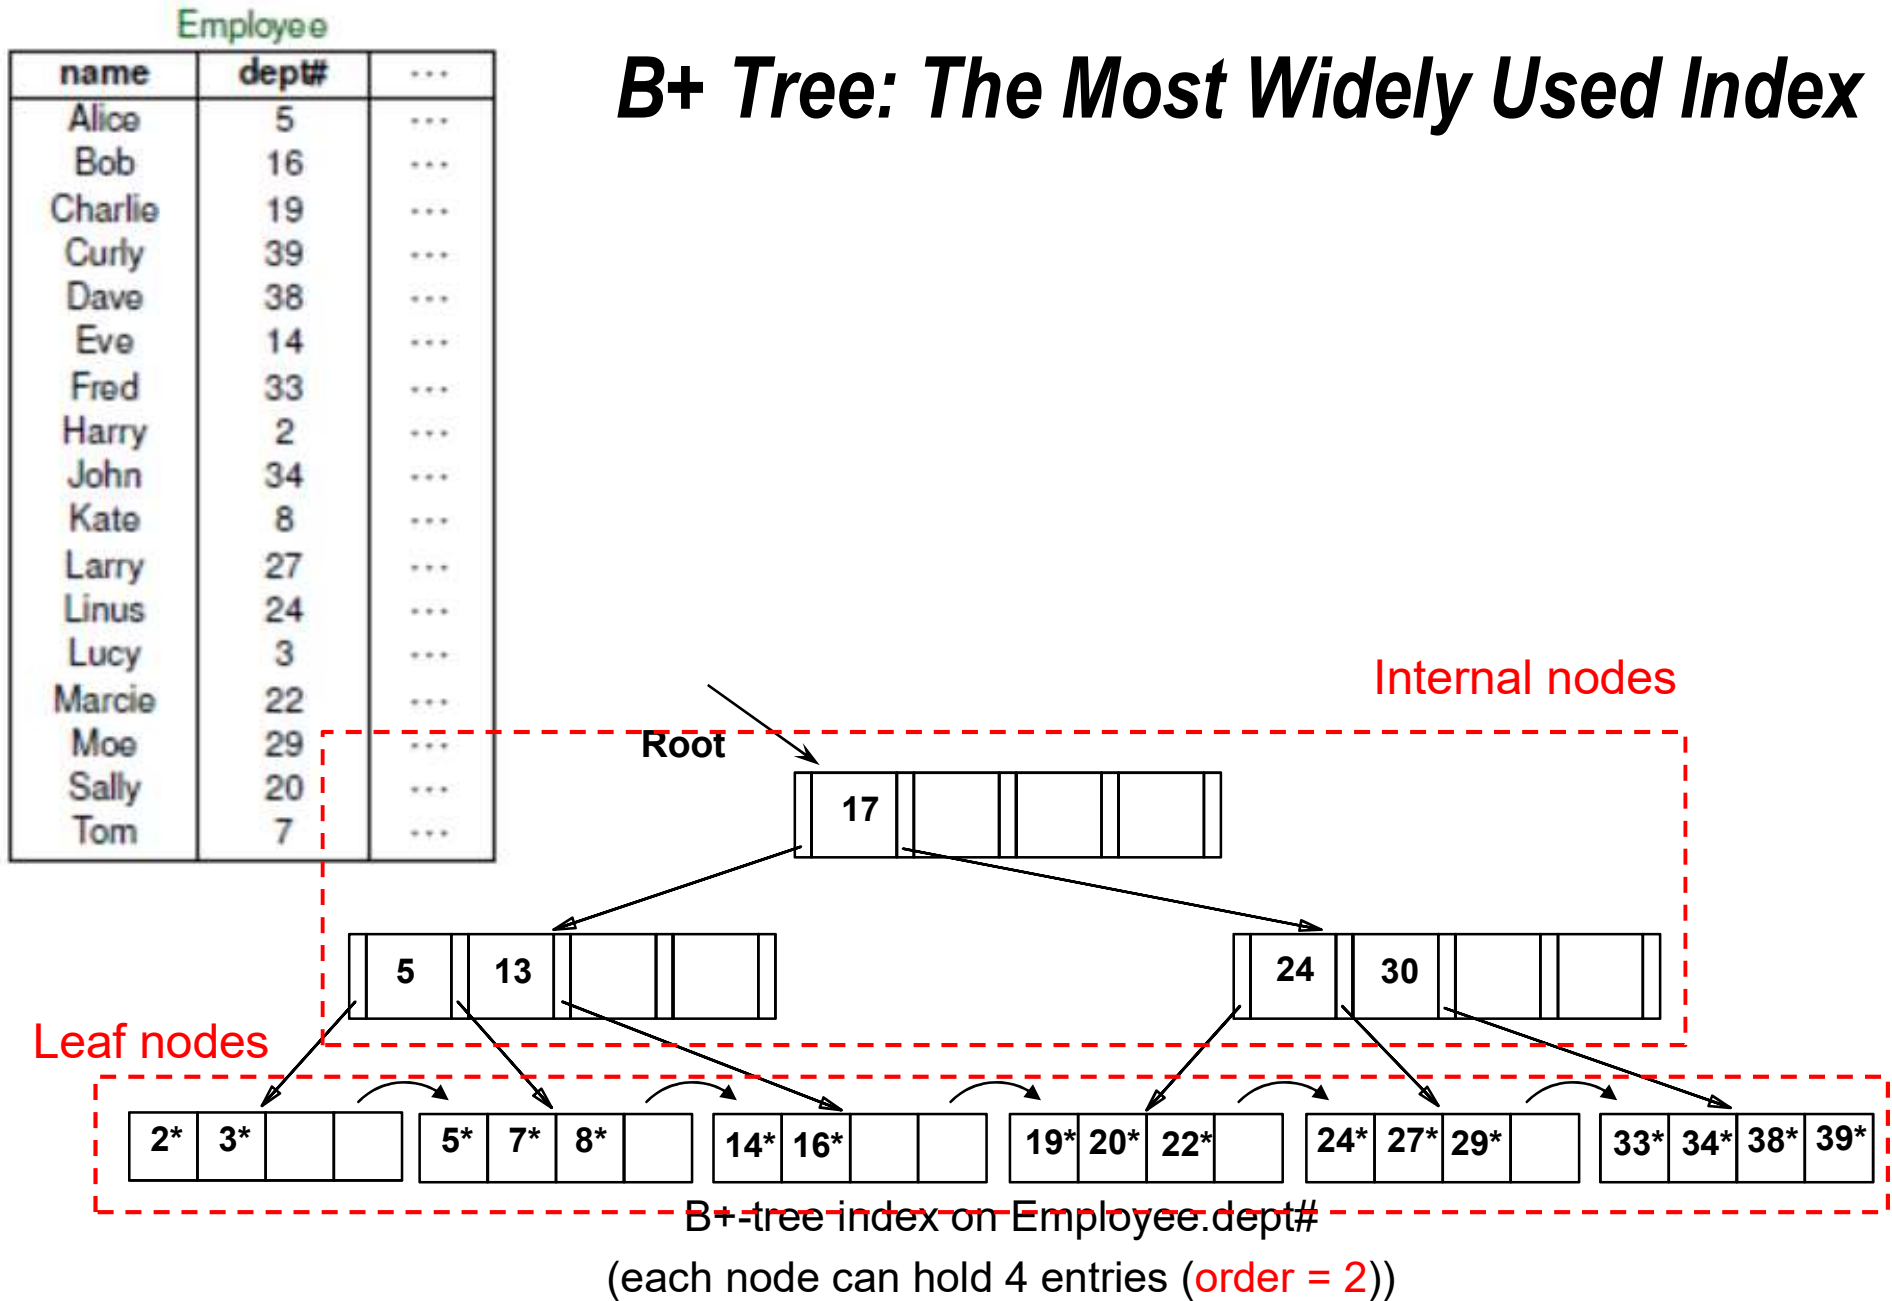 Employee
B+ Tree: The Most Widely Used Index
name dept# ...
Alice 5 ...
Bob 16 ...
Charlie 19 ...
Curly 39 ...
Dave 38 ...
Eve 14 ...
Fred 33 ...
Harry 2 ...
John 34 ...
Kate 8 ...
Larry 27 ...
Linus 24 ...
Lucy 3 ...
Marcie 22 ...
Moe 29 ...
Sally 20 ...
Tom 7 ...
Internal nodes
Root
17
5 13
24 30
Leaf nodes
2* 3*
5* 7* 8*
14* 16*
19* 20* 22*
24* 27* 29*
33* 34* 38* 39*
B+-tree index on Employee.dept#
(each node can hold 4 entries (order = 2))